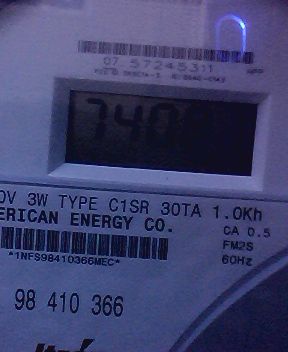 07 57245311
740
0V 3W TYPE C1SR 30TA 1.0Kh
ERICAN ENERGY CO.
CA 0.5
*1NFS98410366MEC*
FM2S
60Hz
98 410 366